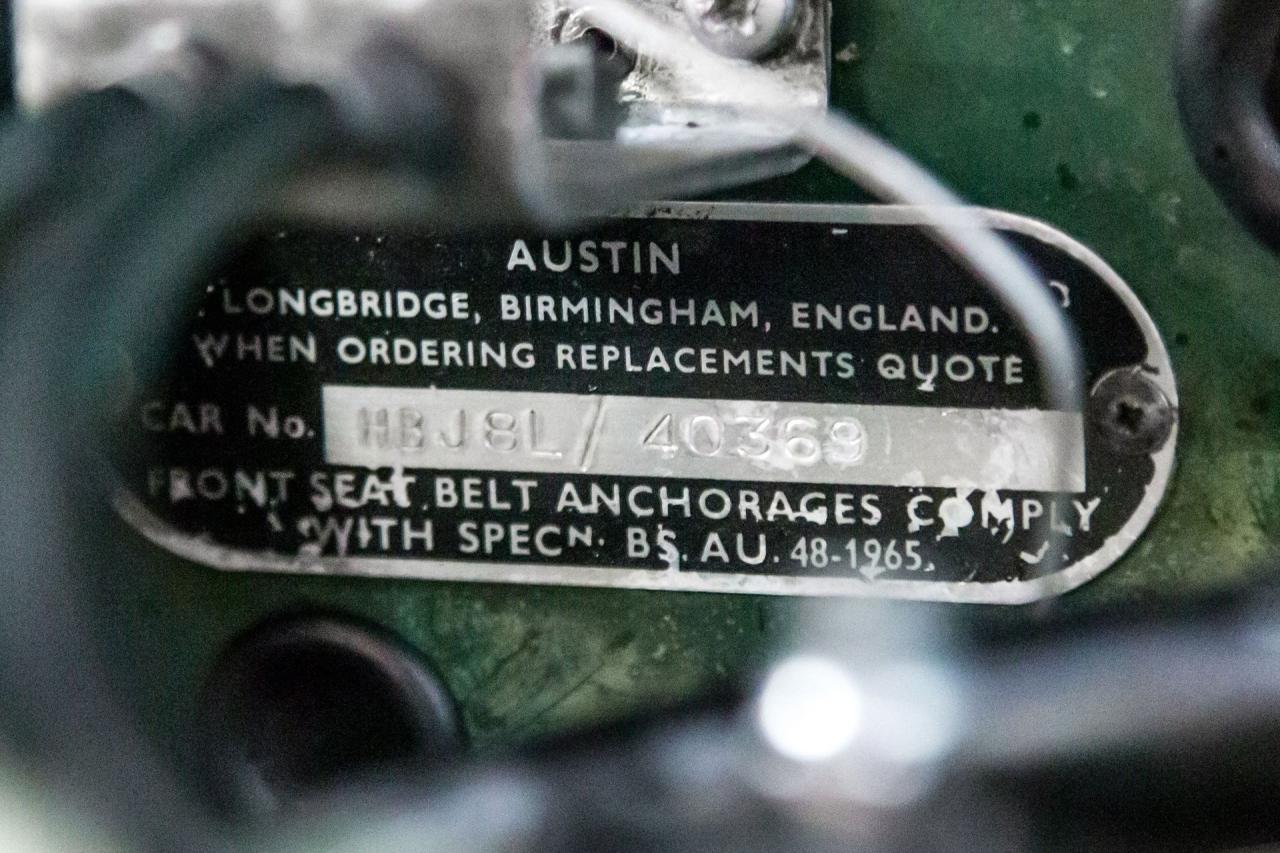 AUSTIN
LONGBRIDGE, BIRMINGHAM, ENGLAND.
WHEN ORDERING REPLACEMENTS QUOTE
CAR No. HBJ8L/ 40369
FRONT SEAT BELT ANCHORAGES COMPLY
WITH SPECN. BS. AU. 48-1965.